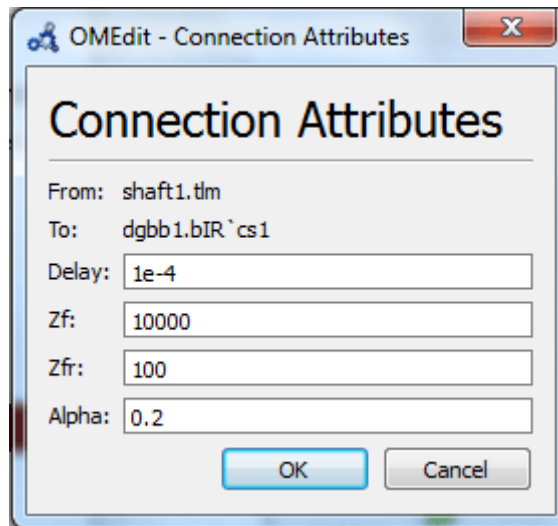 OMEdit - Connection Attributes
Connection Attributes
From: shaft1.tlm
To: dgbb1.bIR`cs1
Delay: 1e-4
Zf: 10000
Zfr: 100
Alpha: 0.2
OK Cancel